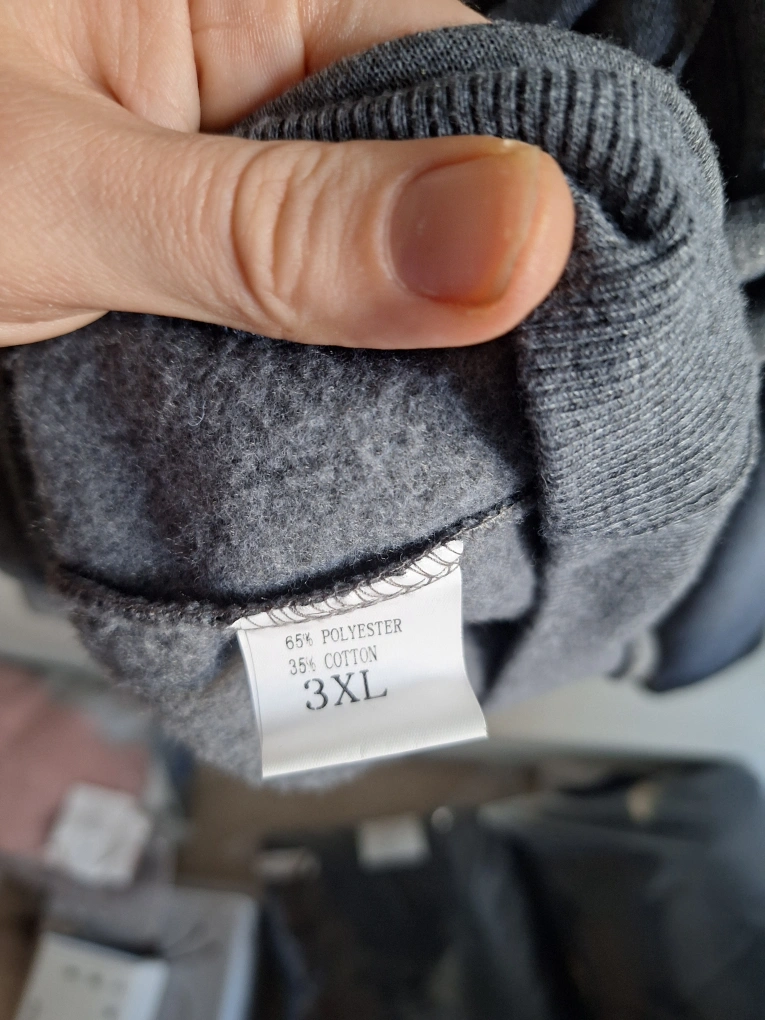 65% POLYESTER
35% COTTON
3XL